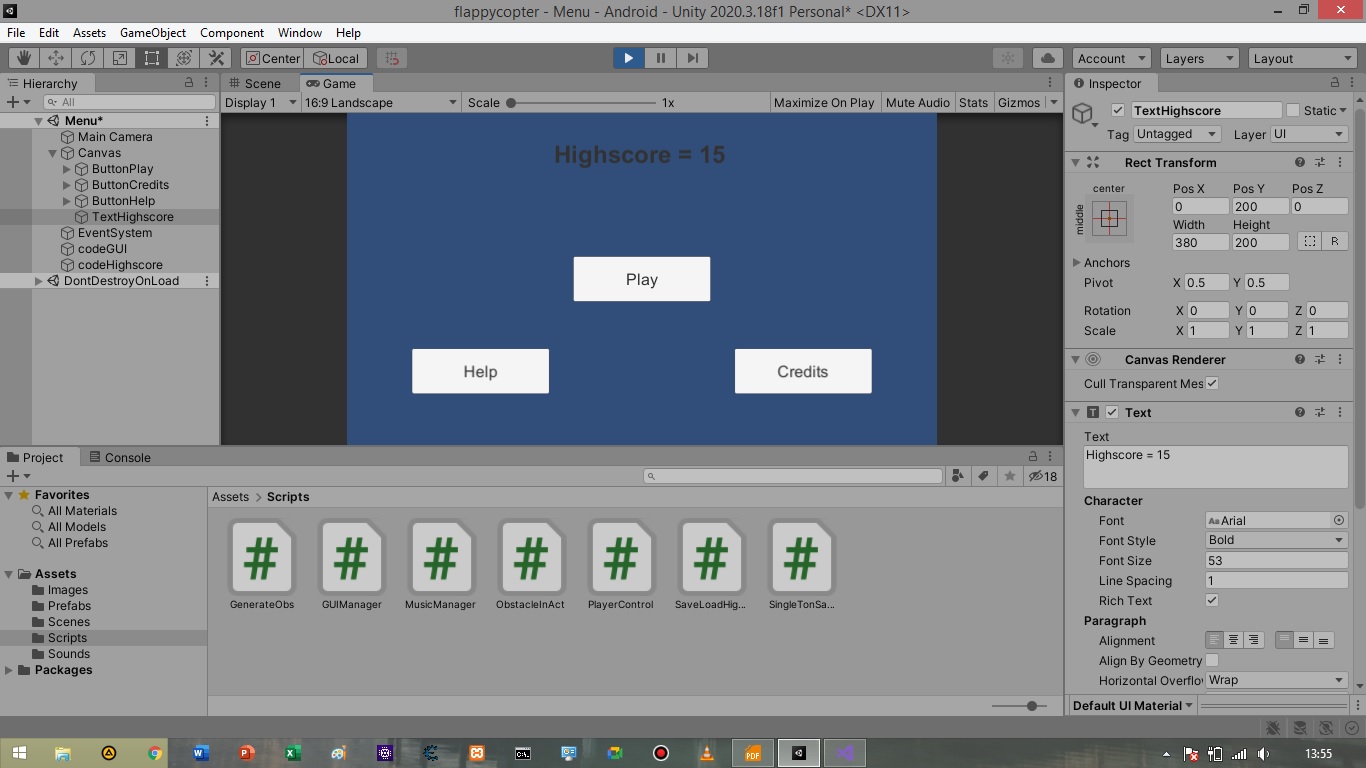 flappycopter - Menu - Android - Unity 2020.3.18f1 Personal* <DX11>
File Edit Assets GameObject Component Window Help
Center Local Account Layers Layout
Hierarchy
All
Menu*
Main Camera
Canvas
ButtonPlay
ButtonCredits
ButtonHelp
TextHighscore
EventSystem
codeGUI
codeHighscore
DontDestroyOnLoad
Scene Game
Display 1 16:9 Landscape Scale 1x Maximize On Play Mute Audio Stats Gizmos
Highscore = 15
Play
Help Credits
Inspector
TextHighscore Static
Tag Untagged Layer UI
Rect Transform
center
middle
Pos X Pos Y Pos Z
0 200 0
Width Height
380 200 R
Anchors
Pivot X 0.5 Y 0.5
Rotation X 0 Y 0 Z 0
Scale X 1 Y 1 Z 1
Canvas Renderer
Cull Transparent Mes
T Text
Text
Highscore = 15
Character
Font Aa Arial
Font Style Bold
Font Size 53
Line Spacing 1
Rich Text
Paragraph
Alignment
Align By Geometry
Horizontal Overflo
Wrap
Default UI Material
Project Console
18
Favorites
All Materials
All Models
All Prefabs
Assets
Images
Prefabs
Scenes
Scripts
Sounds
Packages
Assets > Scripts
GenerateObs GUIManager MusicManager ObstacleInAct PlayerControl SaveLoadHig... SingleTonSa...
PDF
13:55